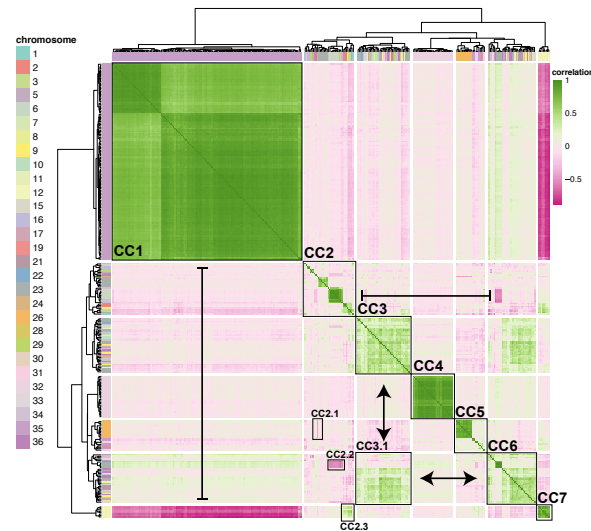 chromosome
1
2
3
5
6
7
8
9
10
11
12
15
16
17
19
21
22
23
24
26
28
29
30
31
32
33
34
35
36
correlation
1
0.5
0
−0.5
CC1
CC2
CC3
CC4
CC5
CC2.1
CC3.1
CC6
CC2.2
CC7
CC2.3